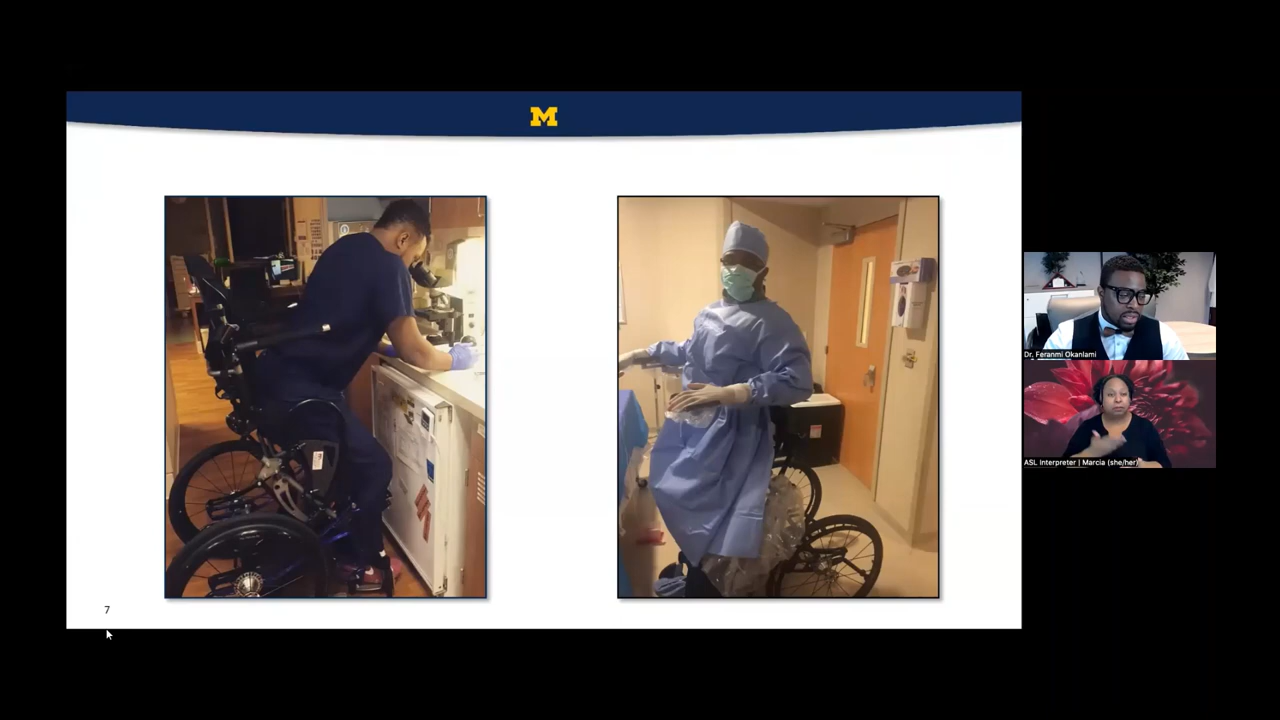 M
Dr. Feranmi Okanlami
ASL Interpreter | Marcia (she/her)
7